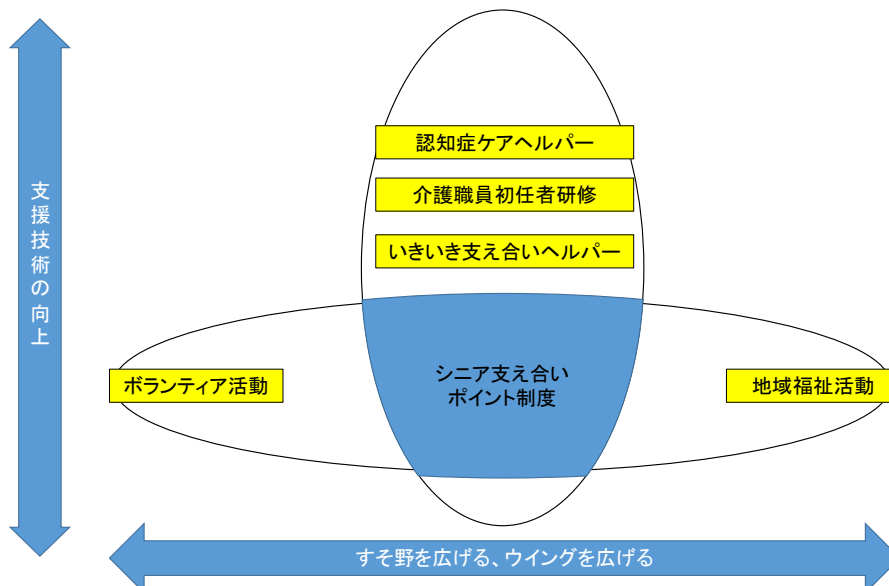 認知症ケアヘルパー
介護職員初任者研修
いきいき支え合いヘルパー
支援技術の向上
シニア支え合い
ポイント制度
ボランティア活動
地域福祉活動
すそ野を広げる、ウイングを広げる